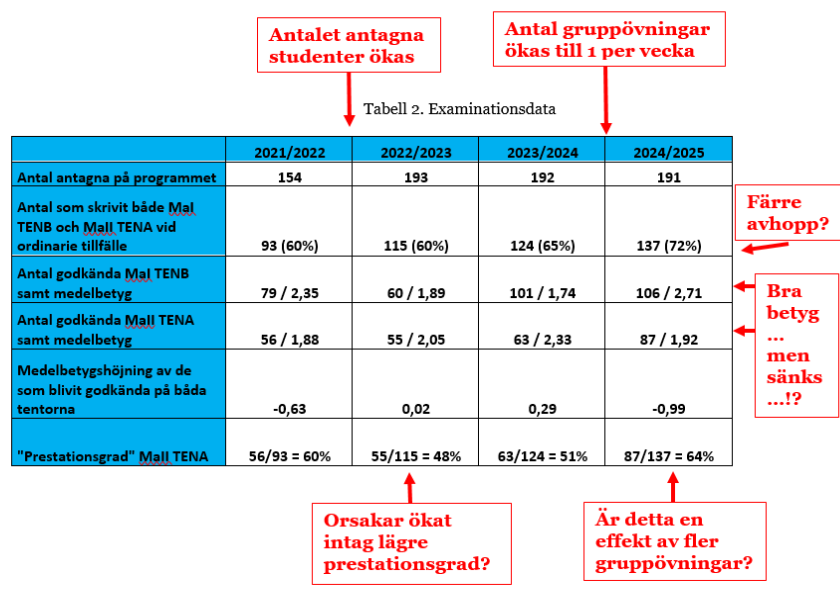 Antalet antagna
studenter ökas
Antal gruppövningar
ökas till 1 per vecka
Tabell 2. Examinationsdata
2021/2022 2022/2023 2023/2024 2024/2025
Antal antagna på programmet 154 193 192 191
Antal som skrivit både MaI
TENB och MaII TENA vid
ordinarie tillfälle 93 (60%) 115 (60%) 124 (65%) 137 (72%)
Antal godkända MaI TENB
samt medelbetyg 79 / 2,35 60 / 1,89 101 / 1,74 106 / 2,71
Antal godkända MaII TENA
samt medelbetyg 56 / 1,88 55 / 2,05 63 / 2,33 87 / 1,92
Medelbetygshöjning av de
som blivit godkända på båda
tentorna -0,63 0,02 0,29 -0,99
"Prestationsgrad" MaII TENA 56/93 = 60% 55/115 = 48% 63/124 = 51% 87/137 = 64%
Färre
avhopp?
Bra
betyg
...
men
sänks
...!?
Orsakar ökat
intag lägre
prestationsgrad?
Är detta en
effekt av fler
gruppövningar?